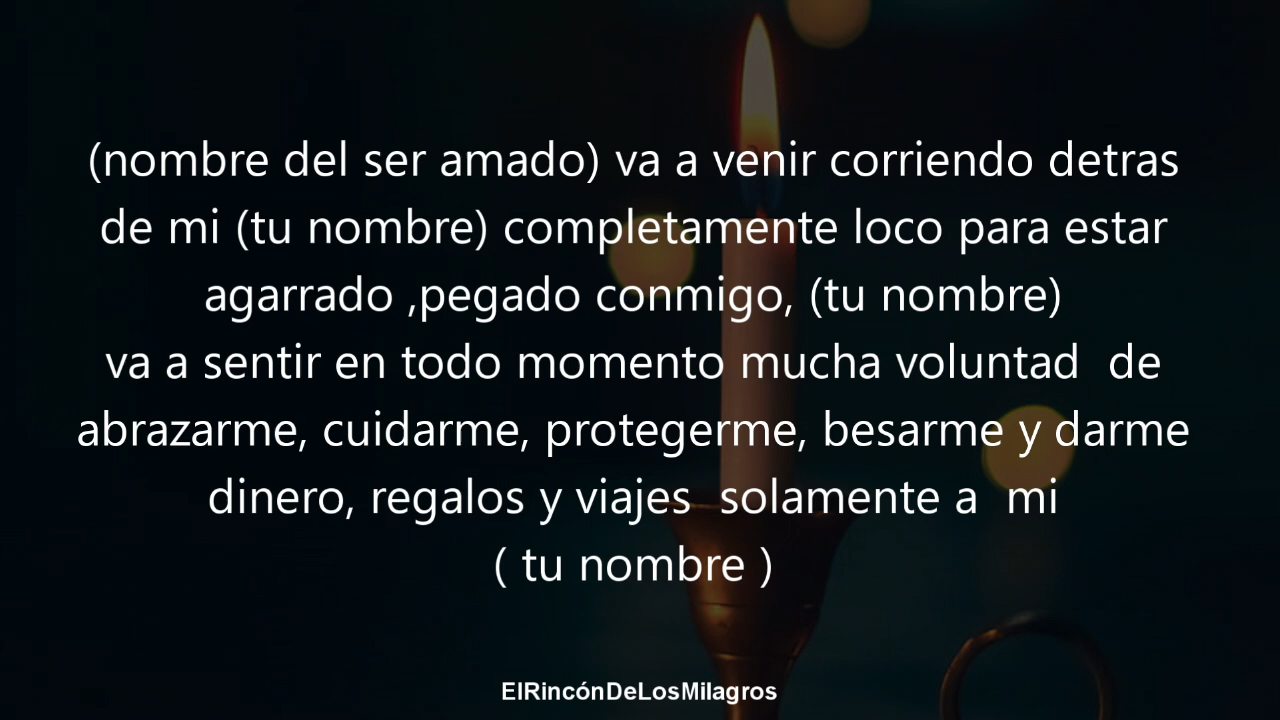 (nombre del ser amado) va a venir corriendo detras
de mi (tu nombre) completamente loco para estar
agarrado ,pegado conmigo, (tu nombre)
va a sentir en todo momento mucha voluntad  de
abrazarme, cuidarme, protegerme, besarme y darme
dinero, regalos y viajes  solamente a  mi
( tu nombre )
ElRincónDeLosMilagros